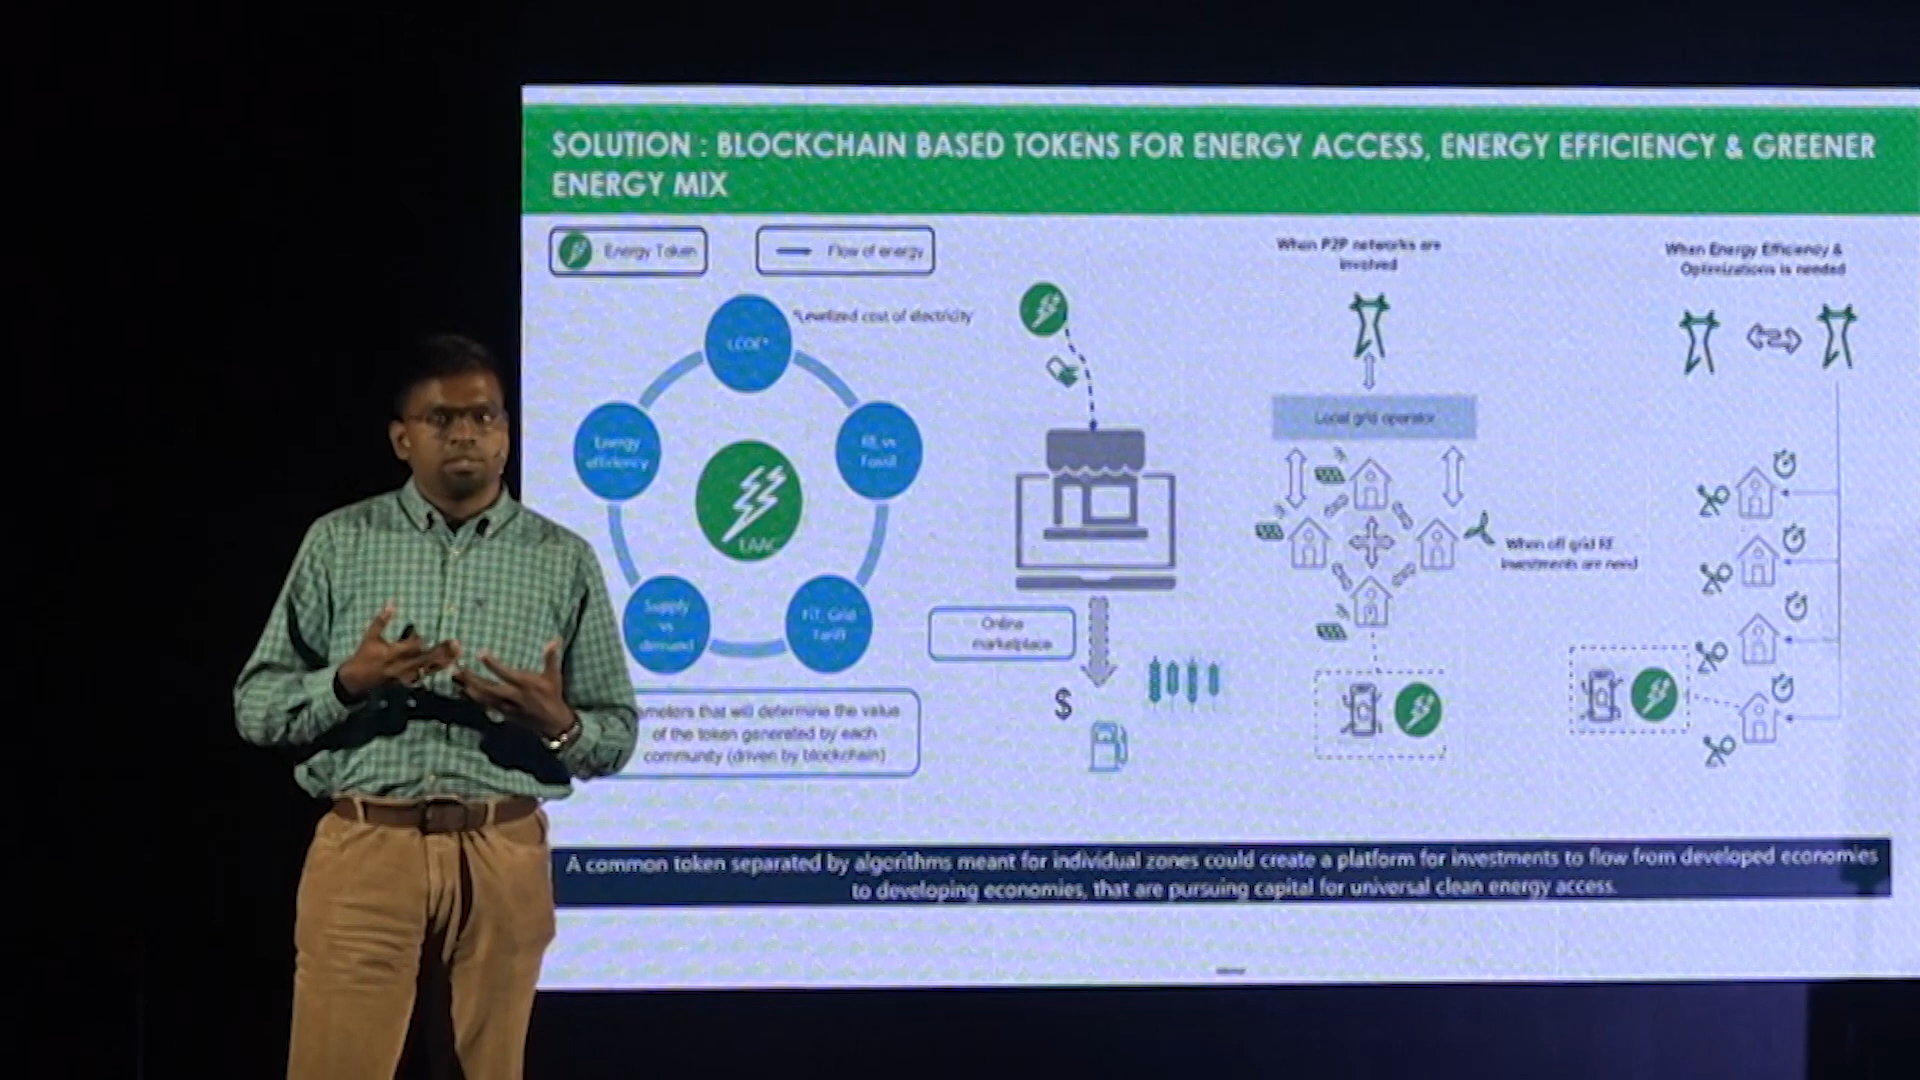 SOLUTION : BLOCKCHAIN BASED TOKENS FOR ENERGY ACCESS, ENERGY EFFICIENCY & GREENER
ENERGY MIX
Energy Token
Flow of energy
*Levelized cost of electricity
LCOE*
Energy
efficiency
RE vs
Fossil
Supply
vs
demand
FiT, Grid
Tariff
that will determine the value
of the token generated by each
community (driven by blockchain)
Online
marketplace
$
When P2P networks are
involved
Local grid operator
When off grid RE
investments are need
When Energy Efficiency &
Optimizations is needed
A common token separated by algorithms meant for individual zones could create a platform for investments to flow from developed economies
to developing economies, that are pursuing capital for universal clean energy access.